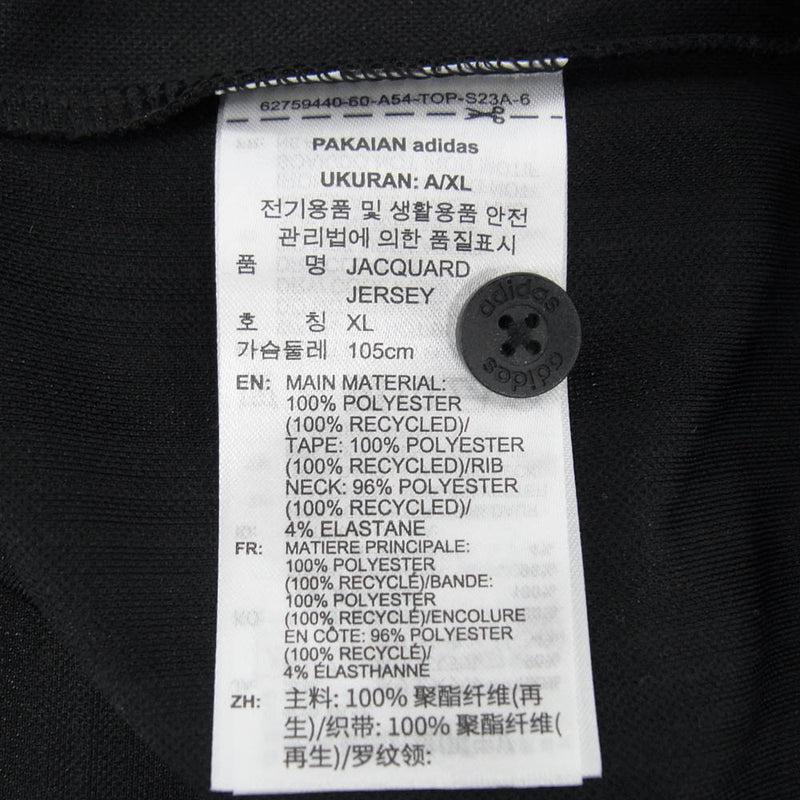 62759440-60-A54-TOP-S23A-6
PAKAIAN adidas
UKURAN: A/XL
전기용품 및 생활용품 안전
관리법에 의한 품질표시
품 명 JACQUARD
JERSEY
호 칭 XL
가슴둘레 105cm
adidas
adidas
EN: MAIN MATERIAL:
100% POLYESTER
(100% RECYCLED)/
TAPE: 100% POLYESTER
(100% RECYCLED)/RIB
NECK: 96% POLYESTER
(100% RECYCLED)/
4% ELASTANE
FR: MATIERE PRINCIPALE:
100% POLYESTER
(100% RECYCLÉ)/BANDE:
100% POLYESTER
(100% RECYCLÉ)/ENCOLURE
EN CÔTE: 96% POLYESTER
(100% RECYCLÉ)/
4% ÉLASTHANNE
ZH: 主料: 100% 聚酯纤维(再
生)/织带: 100% 聚酯纤维(
再生)/罗纹领: